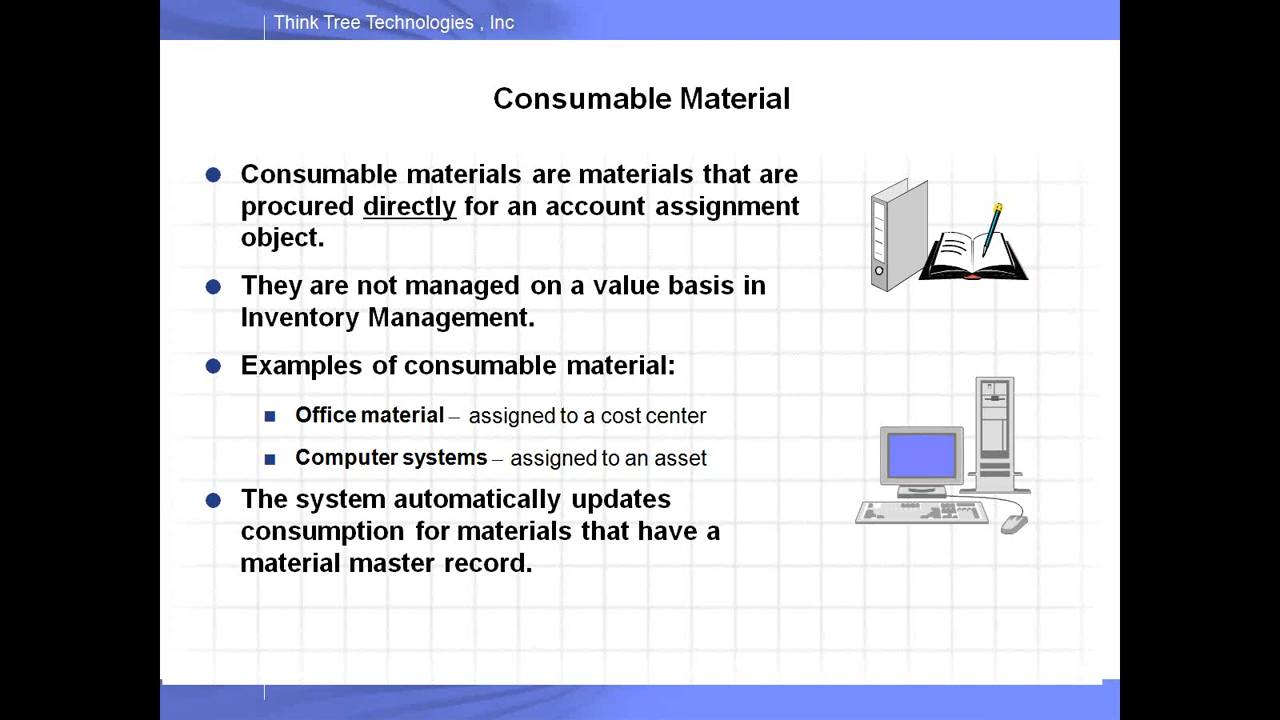 Think Tree Technologies , Inc
Consumable Material
Consumable materials are materials that are
procured directly for an account assignment
object.
They are not managed on a value basis in
Inventory Management.
Examples of consumable material:
Office material – assigned to a cost center
Computer systems – assigned to an asset
The system automatically updates
consumption for materials that have a
material master record.